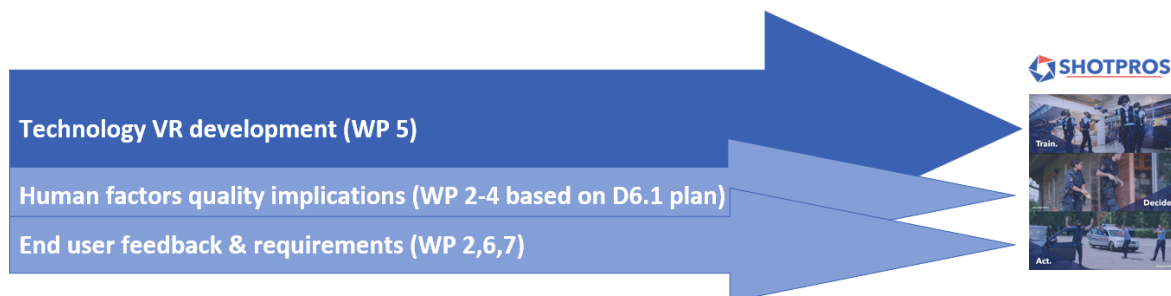 SHOTPROS
Technology VR development (WP 5)
Train.
Human factors quality implications (WP 2-4 based on D6.1 plan)
Decide
End user feedback & requirements (WP 2,6,7)
Act.